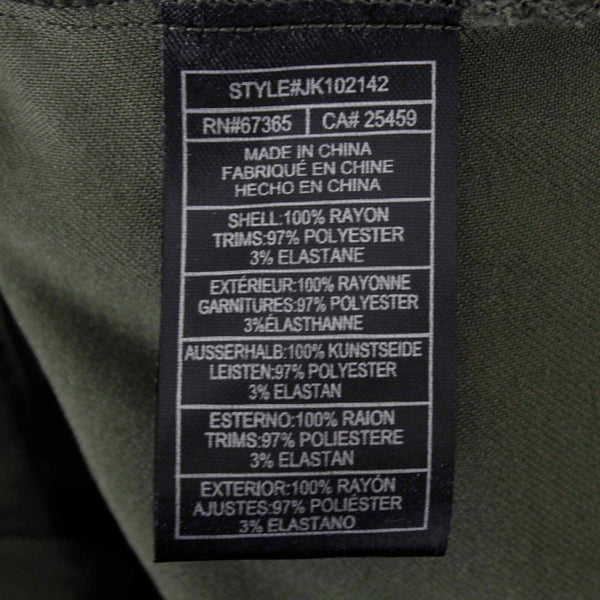 STYLE#JK102142
RN#67365 CA# 25459
MADE IN CHINA
FABRIQUÉ EN CHINE
HECHO EN CHINA
SHELL:100% RAYON
TRIMS:97% POLYESTER
3% ELASTANE
EXTÉRIEUR:100% RAYONNE
GARNITURES:97% POLYESTER
3%ÉLASTHANNE
AUSSERHALB:100% KUNSTSEIDE
LEISTEN:97% POLYESTER
3% ELASTAN
ESTERNO:100% RAION
TRIMS:97% POLIESTERE
3% ELASTAN
EXTERIOR:100% RAYÓN
AJUSTES:97% POLIÉSTER
3% ELASTANO